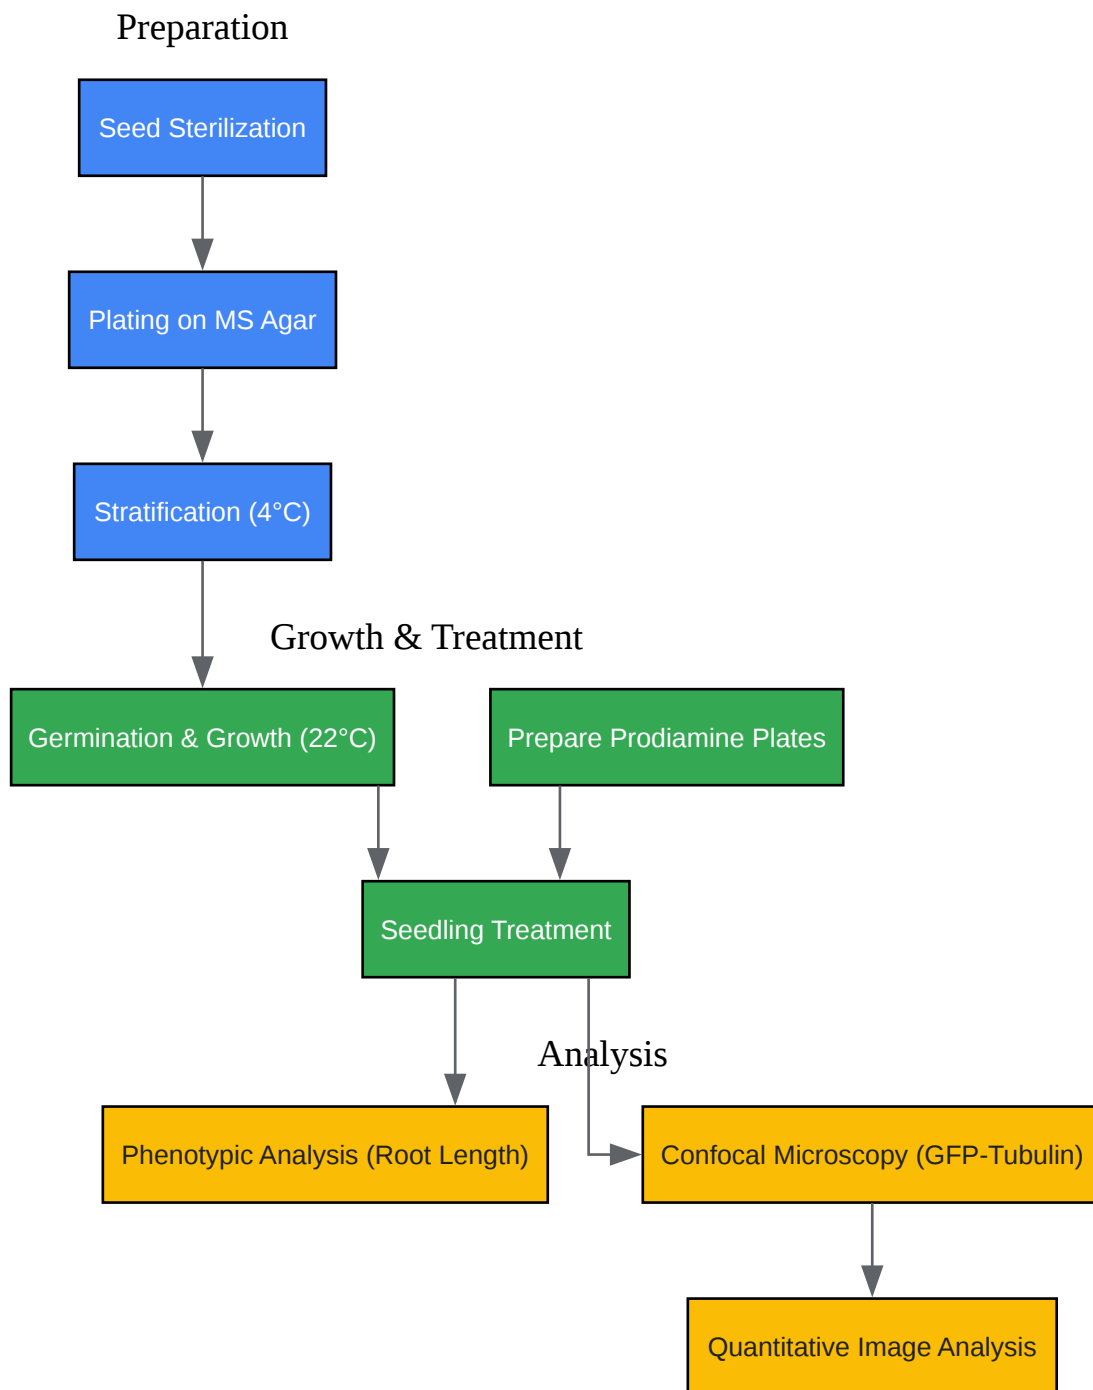 Preparation
Seed Sterilization
Plating on MS Agar
Stratification (4°C)
Growth & Treatment
Germination & Growth (22°C)
Prepare Prodiamine Plates
Seedling Treatment
Analysis
Phenotypic Analysis (Root Length)
Confocal Microscopy (GFP-Tubulin)
Quantitative Image Analysis